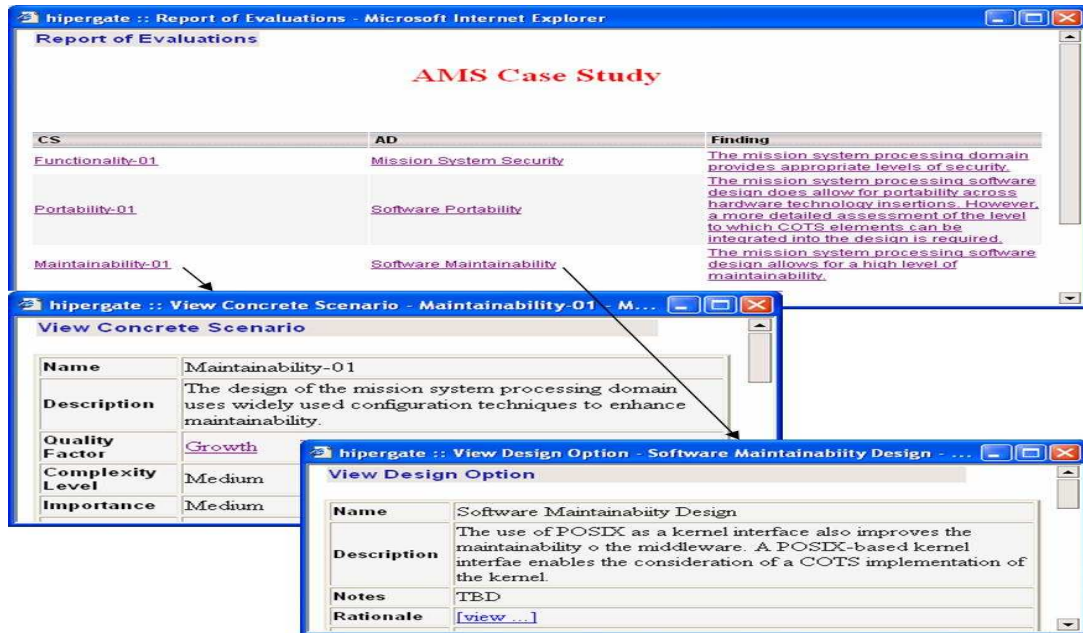 hipergate :: Report of Evaluations - Microsoft Internet Explorer
Report of Evaluations
AMS Case Study
CS AD Finding
Functionality-01 Mission System Security The mission system processing domain
provides appropriate levels of security.
Portability-01 Software Portability The mission system processing software
design does allow for portability across
hardware technology insertions. However,
a more detailed assessment of the level
to which COTS elements can be
integrated into the design is required.
Maintainability-01 Software Maintainability The mission system processing software
design allows for a high level of
maintainability.
hipergate :: View Concrete Scenario - Maintainability-01 - M...
View Concrete Scenario
Name Maintainability-01
Description The design of the mission system processing domain
uses widely used configuration techniques to enhance
maintainability.
Quality Factor Growth
Complexity Level Medium
Importance Medium
hipergate :: View Design Option - Software Maintainabiity Design - ...
View Design Option
Name Software Maintainabiity Design
Description The use of POSIX as a kernel interface also improves the
maintainability o the middleware. A POSIX-based kernel
interfae enables the consideration of a COTS implementation of
the kernel.
Notes TBD
Rationale [view ...]